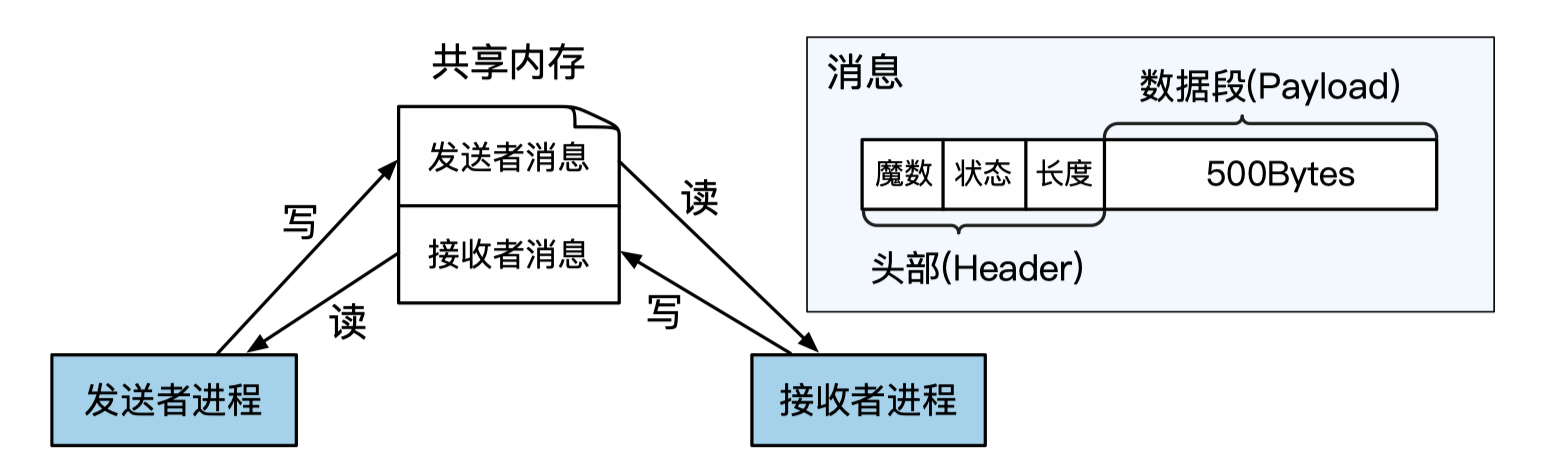 共享内存
发送者消息
接收者消息
写
读
读
写
发送者进程
接收者进程
消息
数据段(Payload)
魔数
状态
长度
500Bytes
头部(Header)